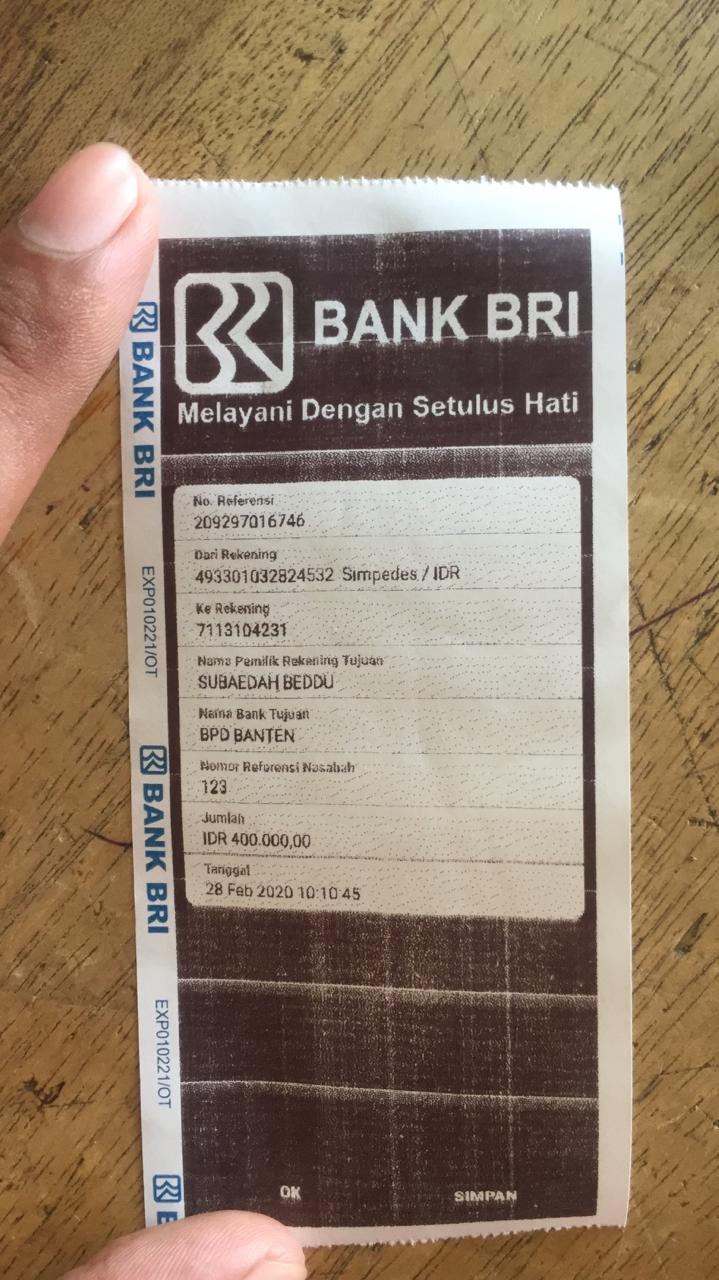 BANK BRI
Melayani Dengan Setulus Hati
No. Referensi
209297016746
Dari Rekening
493301032824532 Simpedes / IDR
Ke Rekening
7113104231
Nama Pemilik Rekening Tujuan
SUBAEDAH BEDDU
Nama Bank Tujuan
BPD BANTEN
Nomor Referensi Nasabah
123
Jumlah
IDR 400.000,00
Tanggal
28 Feb 2020 10:10:45
OK SIMPAN
BANK BRI
EXP010221/OT
BANK BRI
EXP010221/OT